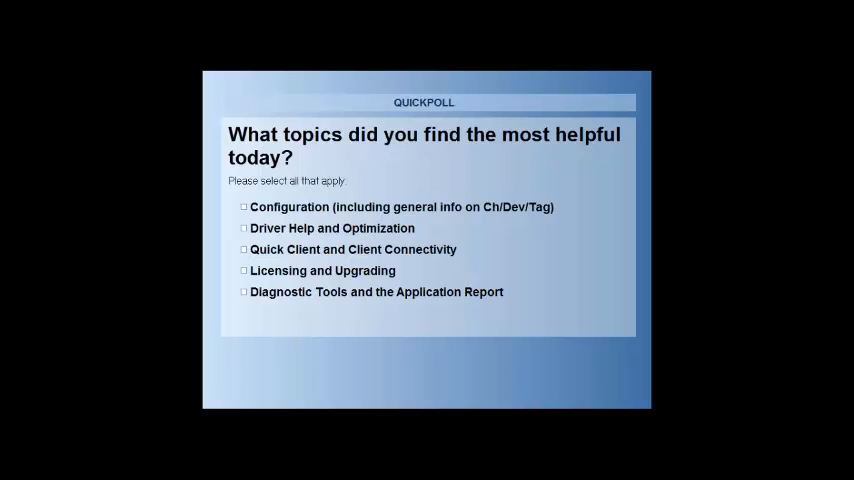 QUICKPOLL
What topics did you find the most helpful
today?
Please select all that apply.
Configuration (including general info on Ch/Dev/Tag)
Driver Help and Optimization
Quick Client and Client Connectivity
Licensing and Upgrading
Diagnostic Tools and the Application Report